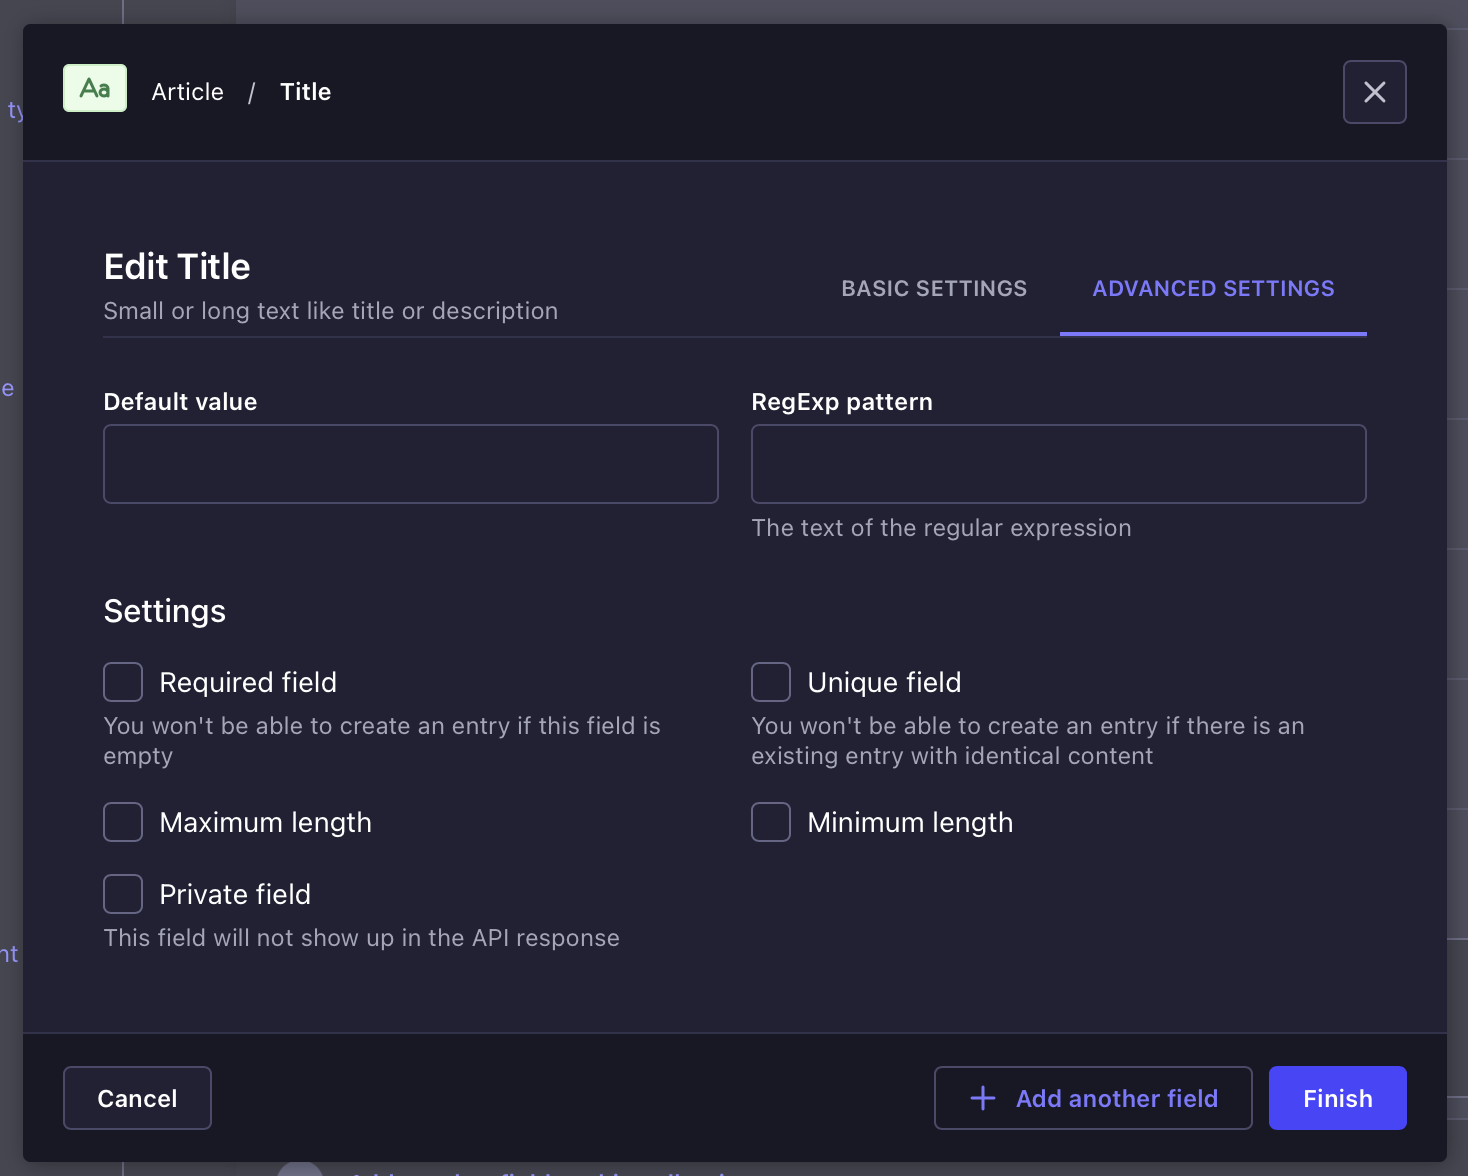 Aa
Article / Title
Edit Title
Small or long text like title or description
BASIC SETTINGS
ADVANCED SETTINGS
Default value
RegExp pattern
The text of the regular expression
Settings
Required field
You won't be able to create an entry if this field is
empty
Unique field
You won't be able to create an entry if there is an
existing entry with identical content
Maximum length
Minimum length
Private field
This field will not show up in the API response
Cancel
Add another field
Finish